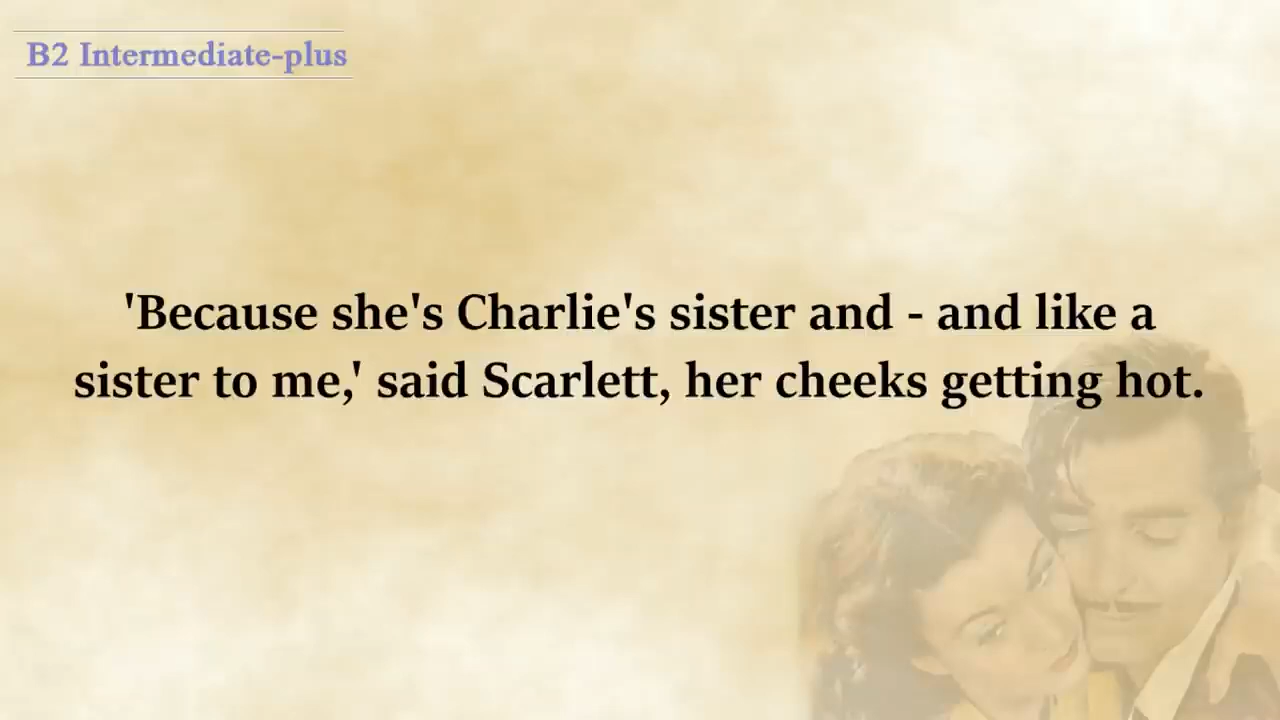 B2 Intermediate-plus
'Because she's Charlie's sister and - and like a
sister to me,' said Scarlett, her cheeks getting hot.